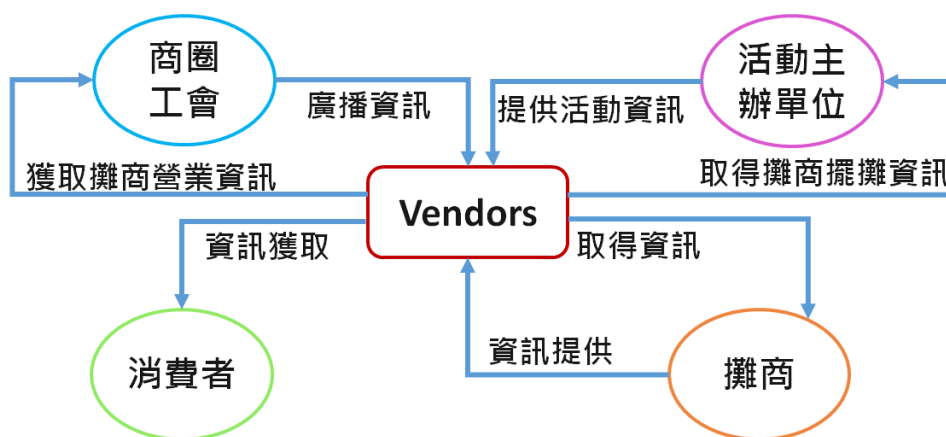 商圈
工會
活動主
辦單位
廣播資訊
提供活動資訊
獲取攤商營業資訊
取得攤商擺攤資訊
Vendors
資訊獲取
取得資訊
資訊提供
消費者
攤商